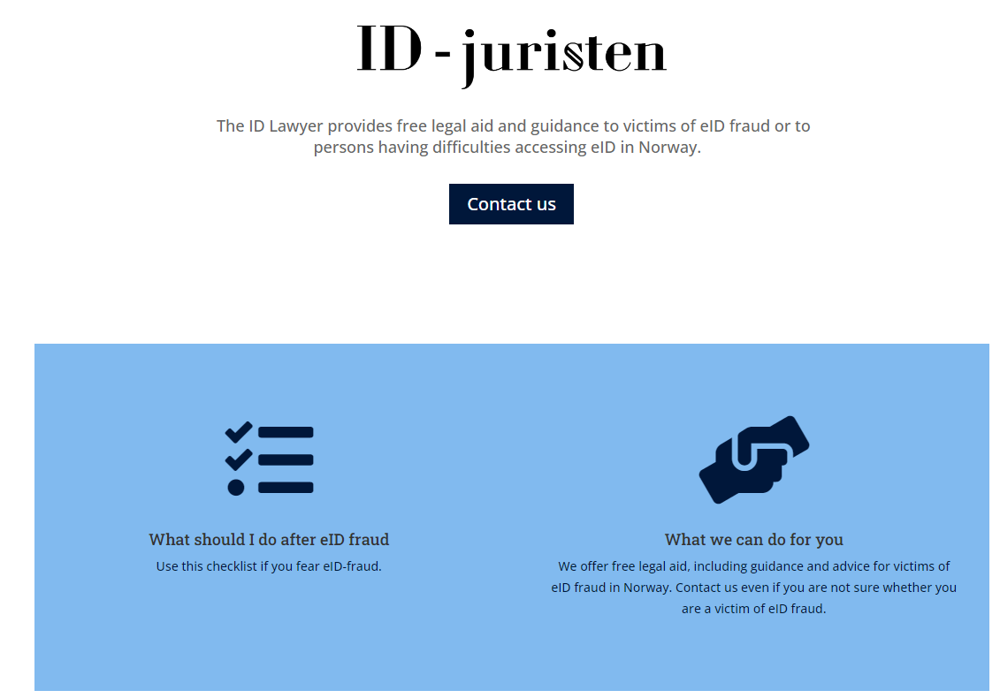 ID - juristen
The ID Lawyer provides free legal aid and guidance to victims of eID fraud or to
persons having difficulties accessing eID in Norway.
Contact us
What should I do after eID fraud
Use this checklist if you fear eID-fraud.
What we can do for you
We offer free legal aid, including guidance and advice for victims of
eID fraud in Norway. Contact us even if you are not sure whether you
are a victim of eID fraud.